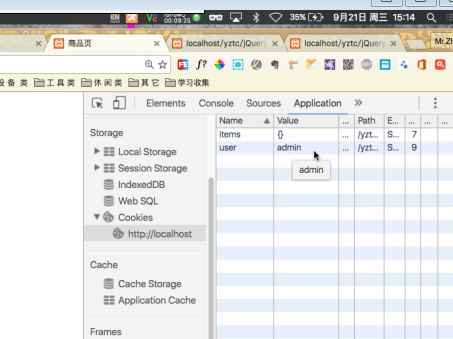 EN 00:09:25 35% 9月21日 周三 15:14
商品页 localhost/yztc/jQuery localhost/yztc/jQuery Mr.Zh
设备类 工具类 休闲类 其它 学习收集
Elements Console Sources Application »
Name Value ... Path E... ... ... ...
items {} ... /yzt... S... 7
user admin ... /yzt... S... 9
admin
Storage
Local Storage
Session Storage
IndexedDB
Web SQL
Cookies
http://localhost
Cache
Cache Storage
Application Cache
Frames